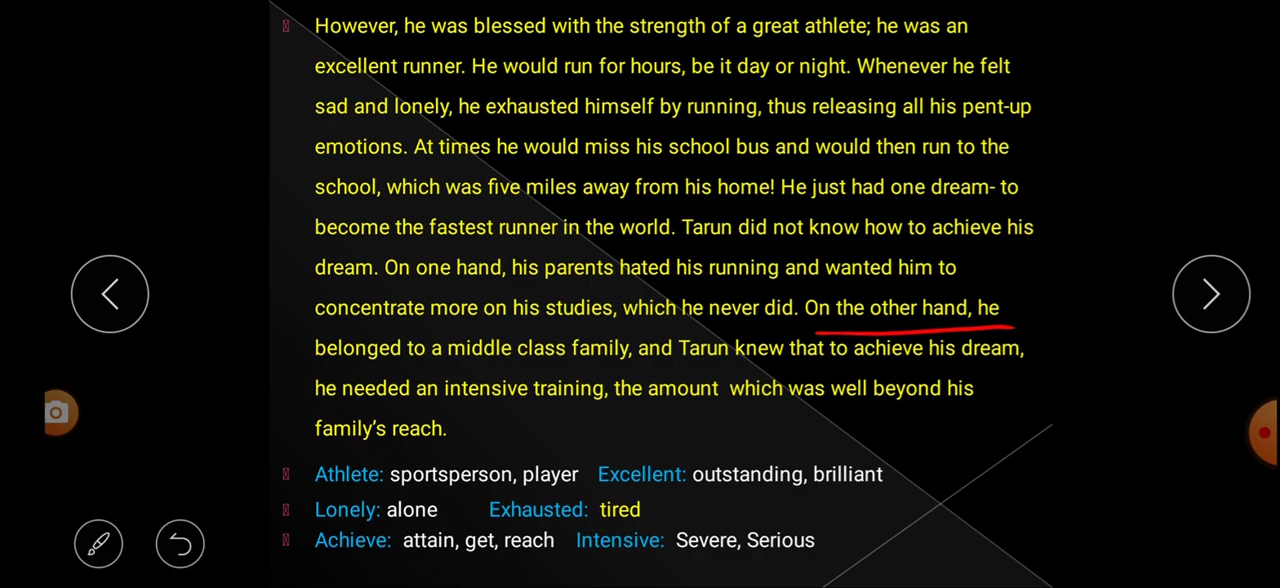 However, he was blessed with the strength of a great athlete; he was an
excellent runner. He would run for hours, be it day or night. Whenever he felt
sad and lonely, he exhausted himself by running, thus releasing all his pent-up
emotions. At times he would miss his school bus and would then run to the
school, which was five miles away from his home! He just had one dream- to
become the fastest runner in the world. Tarun did not know how to achieve his
dream. On one hand, his parents hated his running and wanted him to
concentrate more on his studies, which he never did. On the other hand, he
belonged to a middle class family, and Tarun knew that to achieve his dream,
he needed an intensive training, the amount which was well beyond his
family's reach.
Athlete: sportsperson, player Excellent: outstanding, brilliant
Lonely: alone Exhausted: tired
Achieve: attain, get, reach Intensive: Severe, Serious